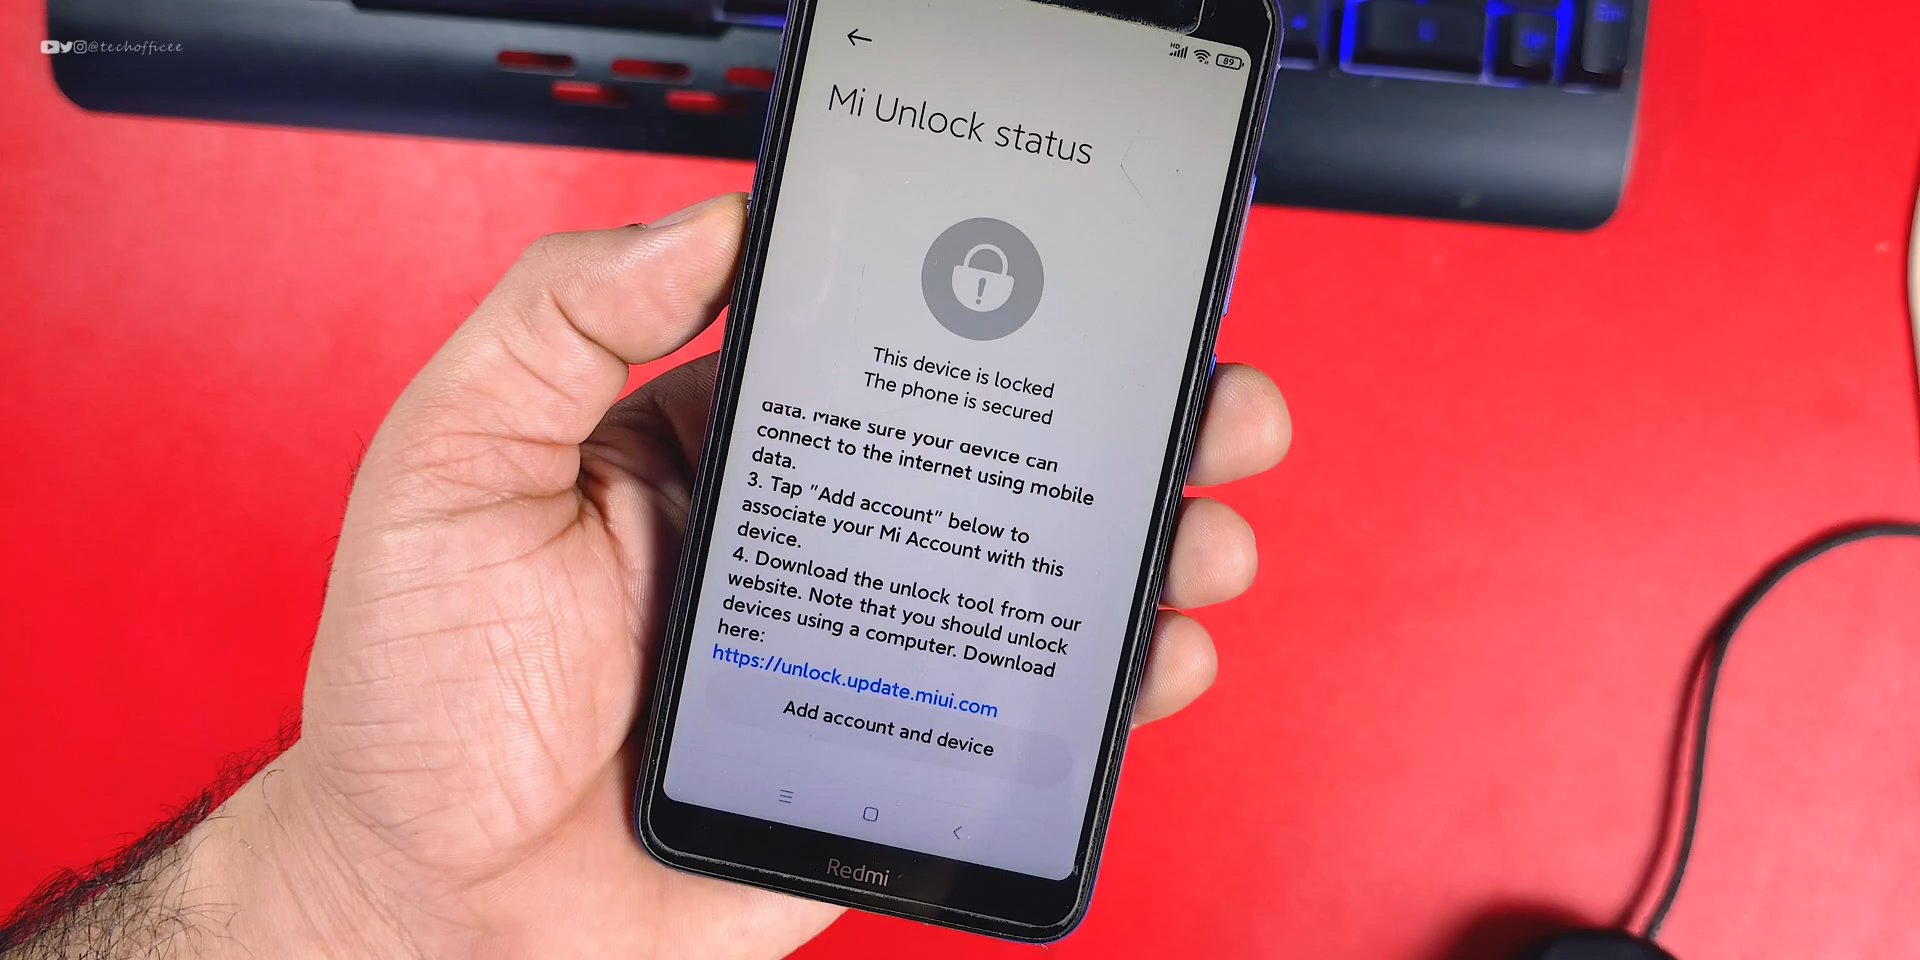 @techofficee
HD
89
Mi Unlock status
This device is locked
The phone is secured
data. Make sure your device can
connect to the internet using mobile
data.
3. Tap "Add account" below to
associate your Mi Account with this
device.
4. Download the unlock tool from our
website. Note that you should unlock
devices using a computer. Download
here:
https://unlock.update.miui.com
Add account and device
Redmi